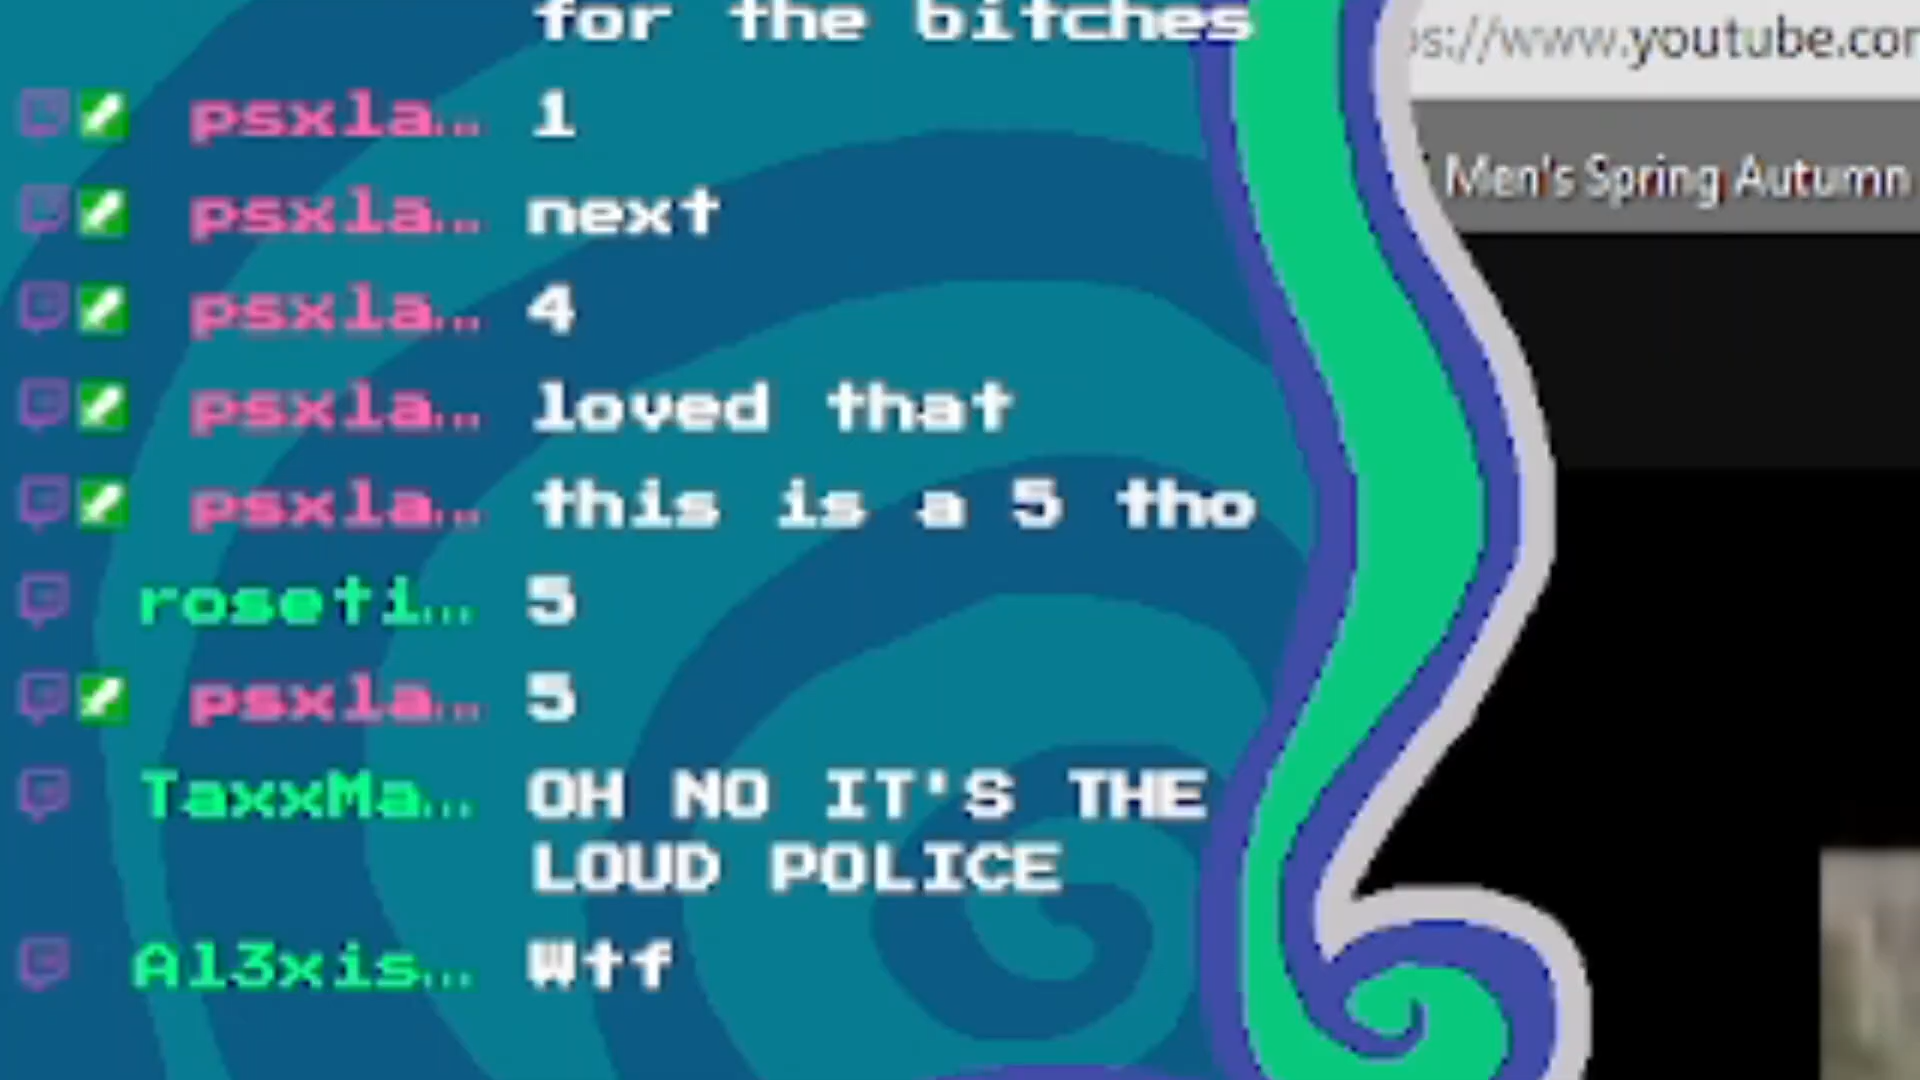 for the bitches
s://www.youtube.co
psxla… 1
Men's Spring Autumn
psxla… next
psxla… 4
psxla… loved that
psxla… this is a 5 tho
roseti… 5
psxla… 5
TaxxMa… OH NO IT'S THE
LOUD POLICE
Al3xis… Wtf